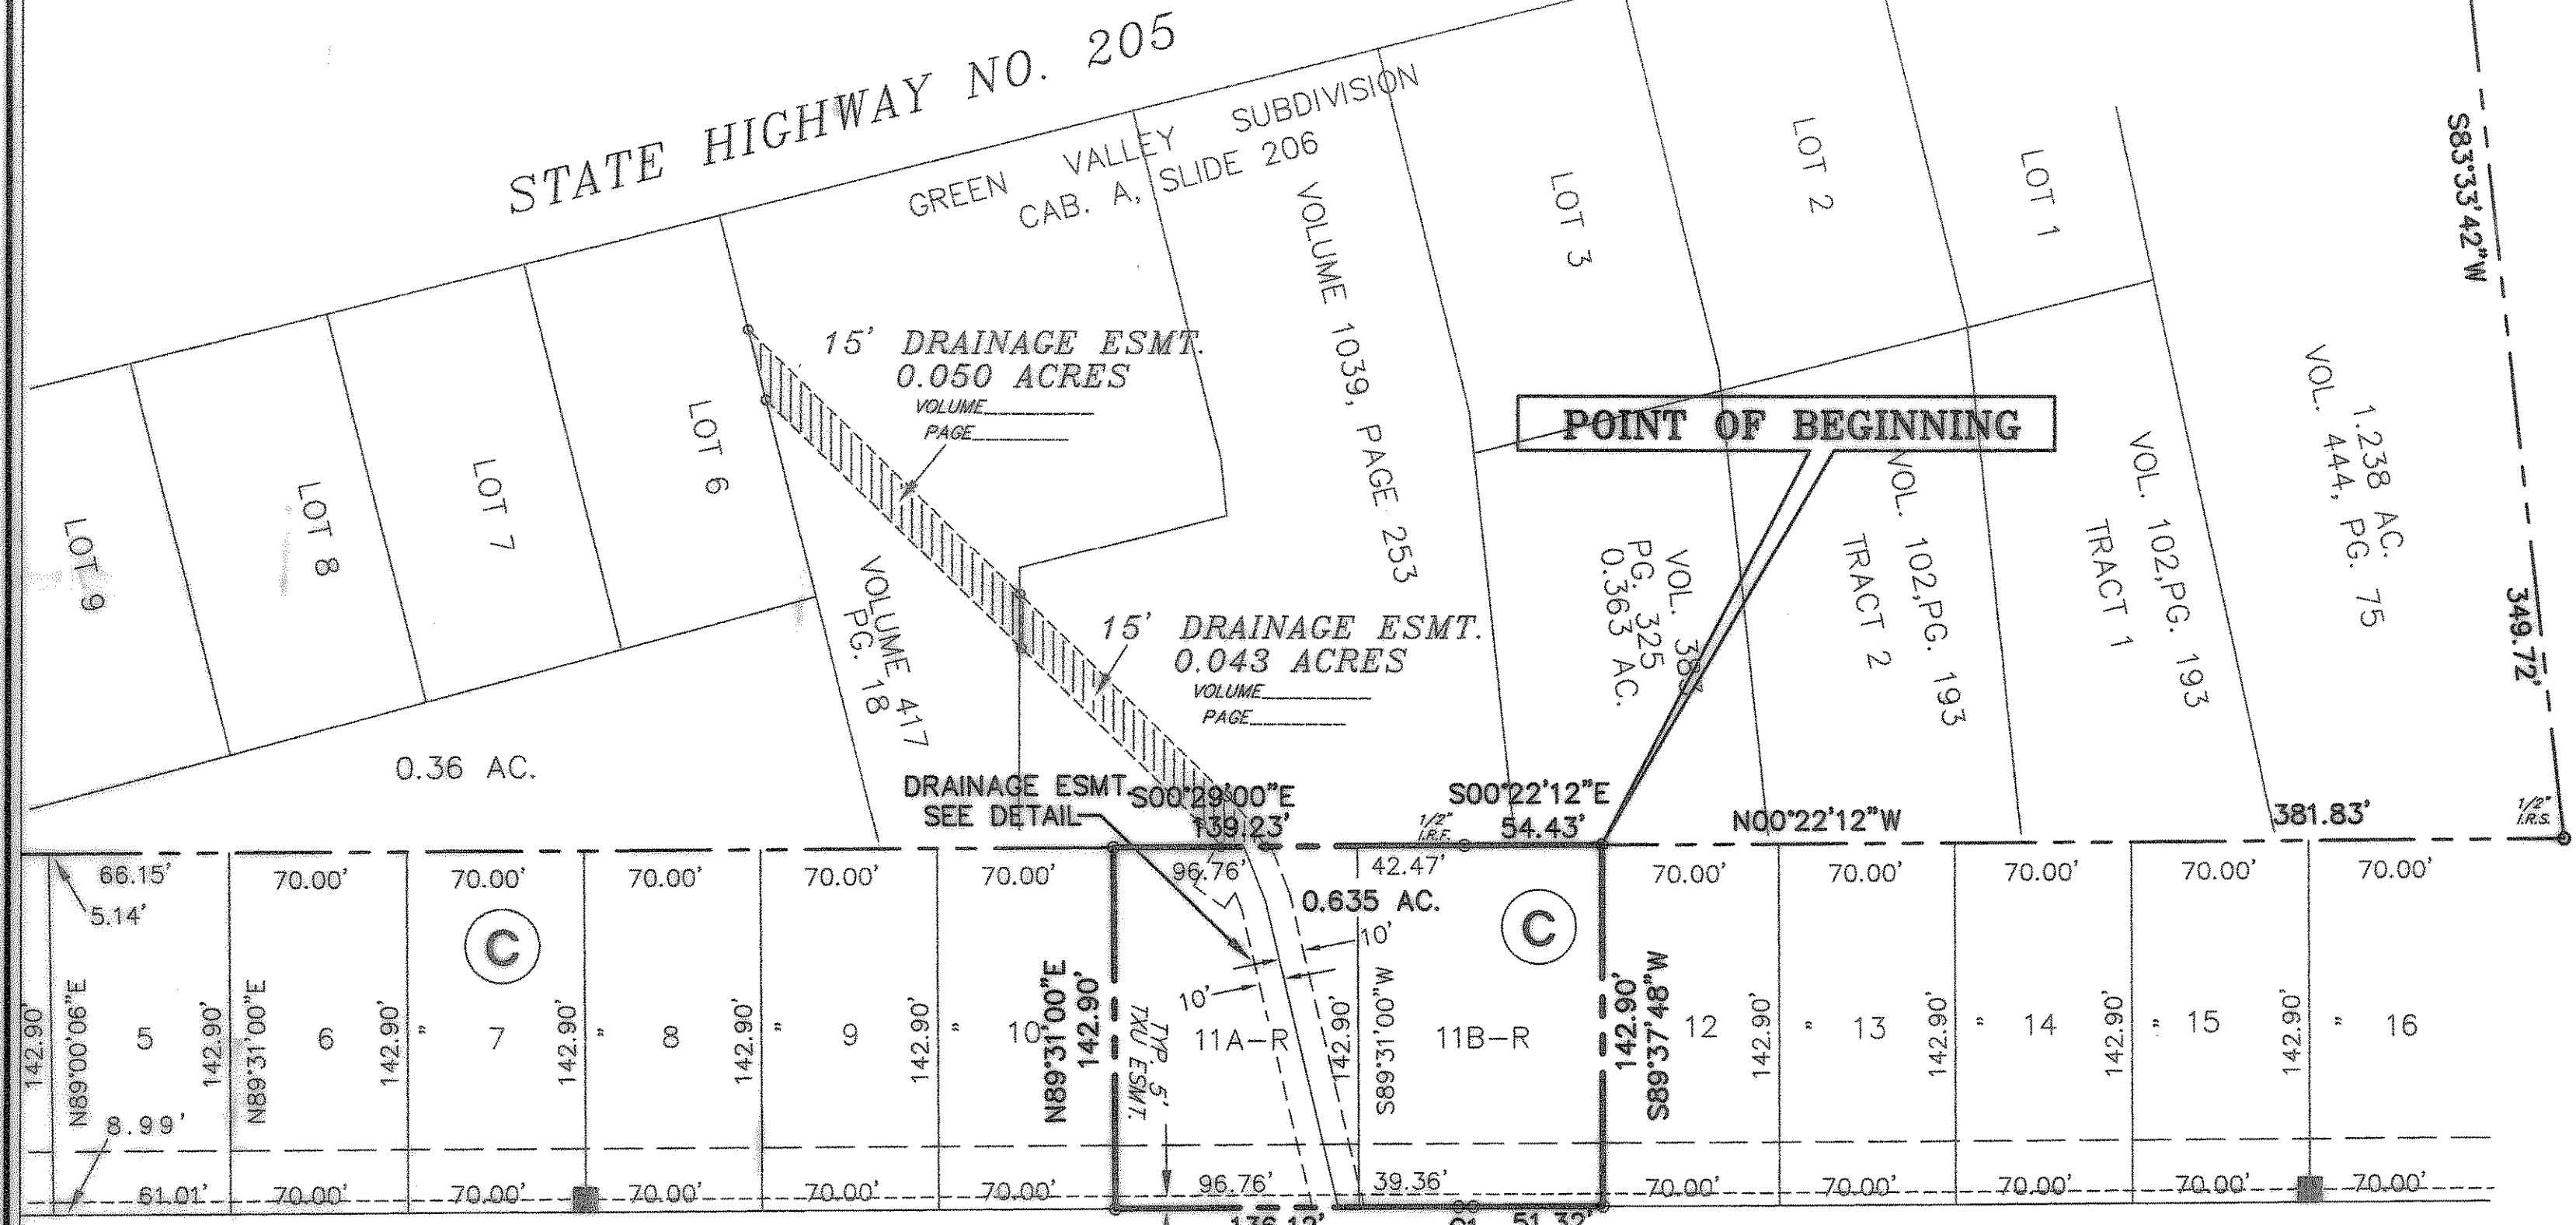 STATE HIGHWAY NO. 205
GREEN VALLEY SUBDIVISION
CAB. A, SLIDE 206
VOLUME 1039, PAGE 253
LOT 3
LOT 2
LOT 1
S83°33'42"W
349.72'
15' DRAINAGE ESMT.
0.050 ACRES
VOLUME
PAGE
POINT OF BEGINNING
LOT 9
LOT 8
LOT 7
LOT 6
VOLUME 417
PG. 18
15' DRAINAGE ESMT.
0.043 ACRES
VOLUME
PAGE
PG. 325
0.363 AC.
VOL. 102,PG. 193
TRACT 2
VOL. 102,PG. 193
TRACT 1
1.238 AC.
VOL. 444, PG. 75
0.36 AC.
DRAINAGE ESMT.
SEE DETAIL
S00°29'00"E
139.23'
1/2"
I.R.F.
S00°22'12"E
54.43'
N00°22'12"W
381.83'
1/2"
I.R.S.
66.15'
70.00'
70.00'
70.00'
70.00'
70.00'
96.76'
42.47'
70.00'
70.00'
70.00'
70.00'
70.00'
5.14'
C
0.635 AC.
C
10'
10'
142.90'
N89°00'06"E
5
142.90'
N89°31'00"E
6
142.90'
"
7
142.90'
"
8
142.90'
"
9
142.90'
"
10
N89°31'00"E
142.90'
TYP. 5'
TXU ESMT.
11A-R
142.90'
S89°31'00"W
11B-R
142.90'
S89°37'48"W
12
142.90'
"
13
142.90'
"
14
142.90'
"
15
142.90'
"
16
8.99'
61.01'
70.00'
70.00'
70.00'
70.00'
70.00'
96.76'
39.36'
70.00'
70.00'
70.00'
70.00'
70.00'
136.12'
51.32'